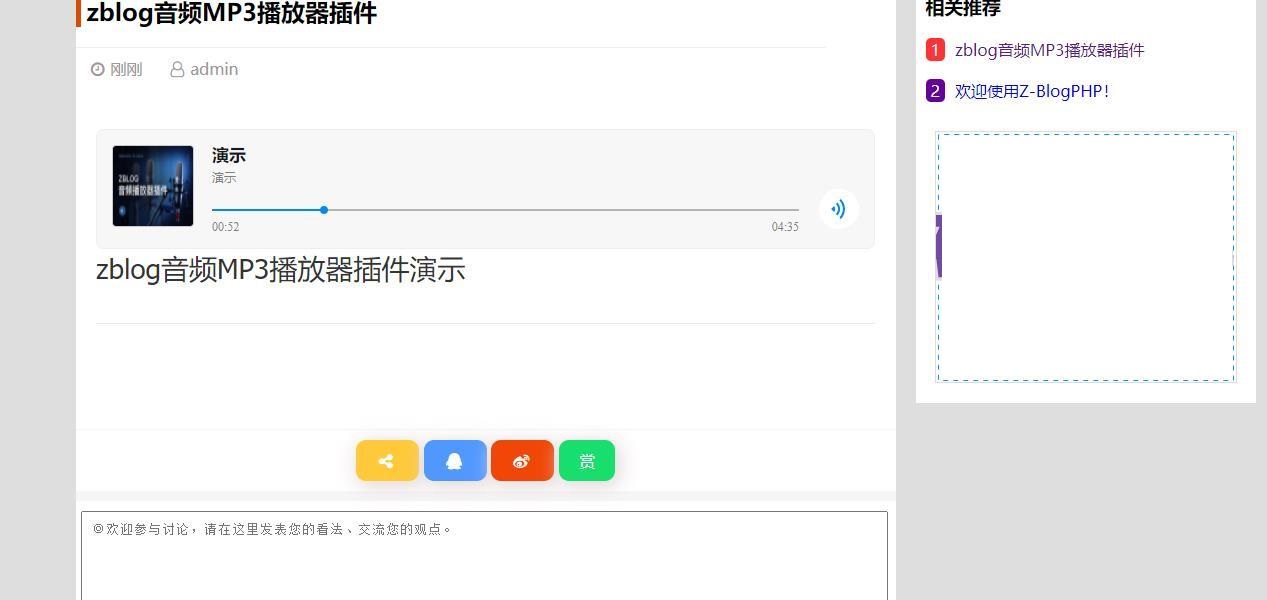 zblog音频MP3播放器插件
刚刚 admin
ZBLOG
音频播放器插件
演示
演示
00:52 04:35
zblog音频MP3播放器插件演示
赏
◎欢迎参与讨论，请在这里发表您的看法、交流您的观点。
相关推荐
1 zblog音频MP3播放器插件
2 欢迎使用Z-BlogPHP!